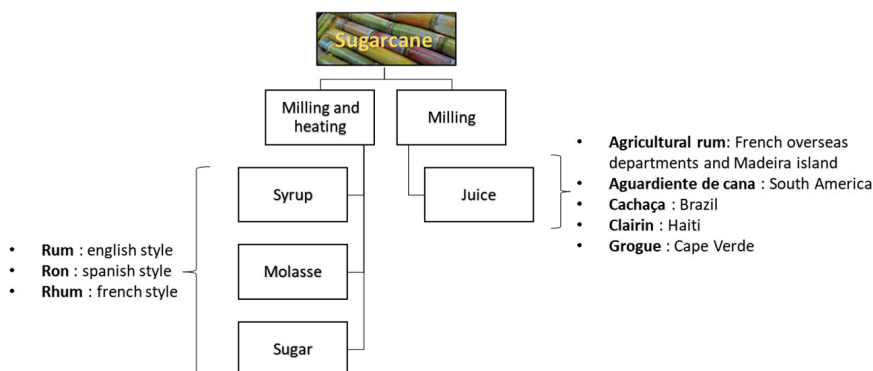 Sugarcane
Milling and
heating
Milling
Syrup
Juice
Molasse
Sugar
• Rum : english style
• Ron : spanish style
• Rhum : french style
• Agricultural rum: French overseas
departments and Madeira island
• Aguardiente de cana : South America
• Cachaça : Brazil
• Clairin : Haiti
• Grogue : Cape Verde